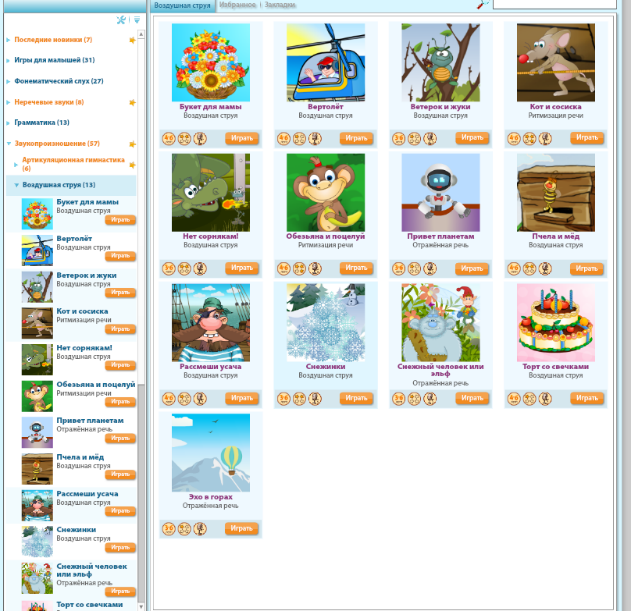 Воздушная струя Избранное Закладки
Последние новинки (7)
Игры для малышей (31)
Фонематический слух (27)
Неречевые звуки (8)
Грамматика (13)
Звукопроизношение (37)
Артикуляционная гимнастика
(6)
Воздушная струя (13)
Букет для мамы
Воздушная струя
Играть
Вертолёт
Воздушная струя
Играть
Ветерок и жуки
Воздушная струя
Играть
Кот и сосиска
Ритмизация речи
Играть
Нет сорнякам!
Воздушная струя
Играть
Обезьяна и поцелуй
Ритмизация речи
Играть
Привет планетам
Отражённая речь
Играть
Пчела и мёд
Воздушная струя
Играть
Рассмеши усача
Воздушная струя
Играть
Снежинки
Воздушная струя
Играть
Снежный человек
или эльф
Отражённая речь
Играть
Торт со свечками
Букет для мамы
Воздушная струя
Играть
Вертолёт
Воздушная струя
Играть
Ветерок и жуки
Воздушная струя
Играть
Кот и сосиска
Ритмизация речи
Играть
Нет сорнякам!
Воздушная струя
Играть
Обезьяна и поцелуй
Ритмизация речи
Играть
Привет планетам
Отражённая речь
Играть
Пчела и мёд
Воздушная струя
Играть
Рассмеши усача
Воздушная струя
Играть
Снежинки
Воздушная струя
Играть
Снежный человек или
эльф
Отражённая речь
Играть
Торт со свечками
Воздушная струя
Играть
Эхо в горах
Отражённая речь
Играть